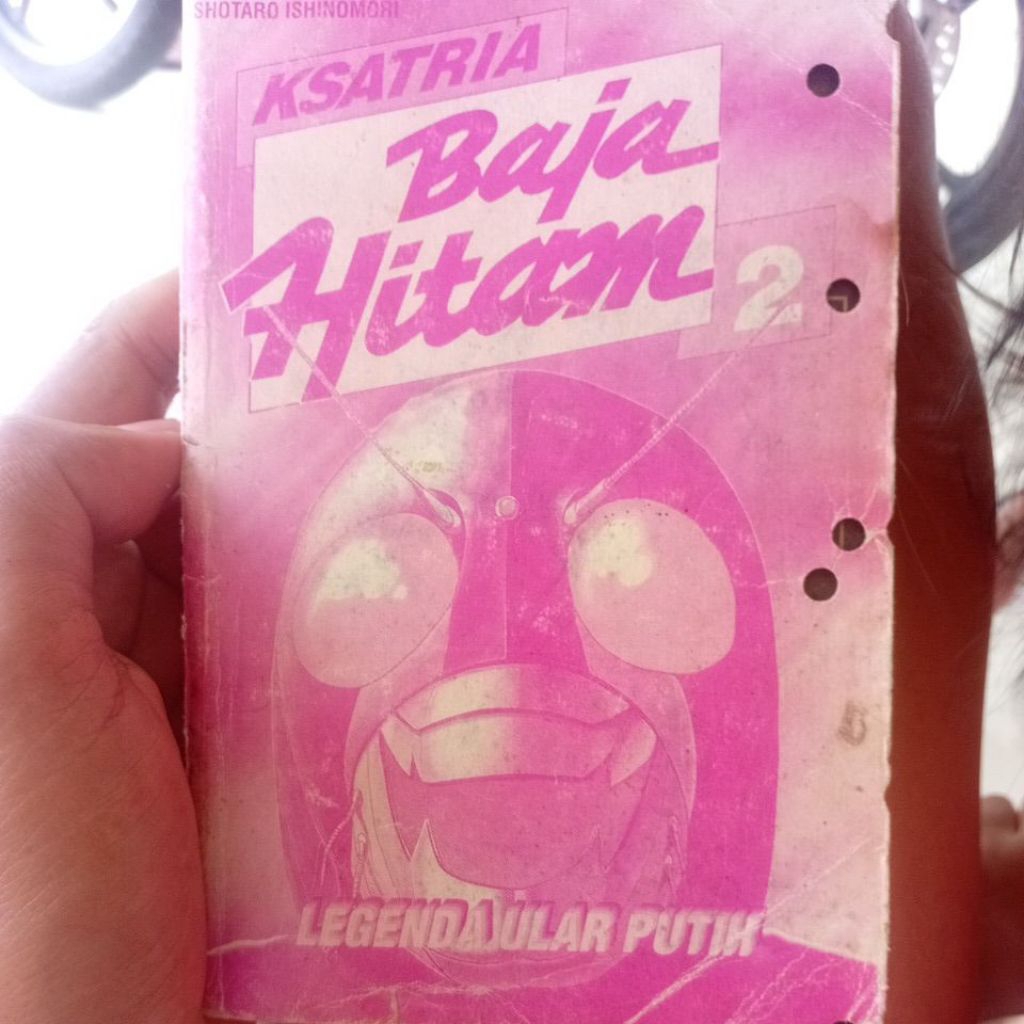 SHOTARO ISHINOMORI
KSATRIA
Baja
Hitam
2
LEGENDA ULAR PUTIH